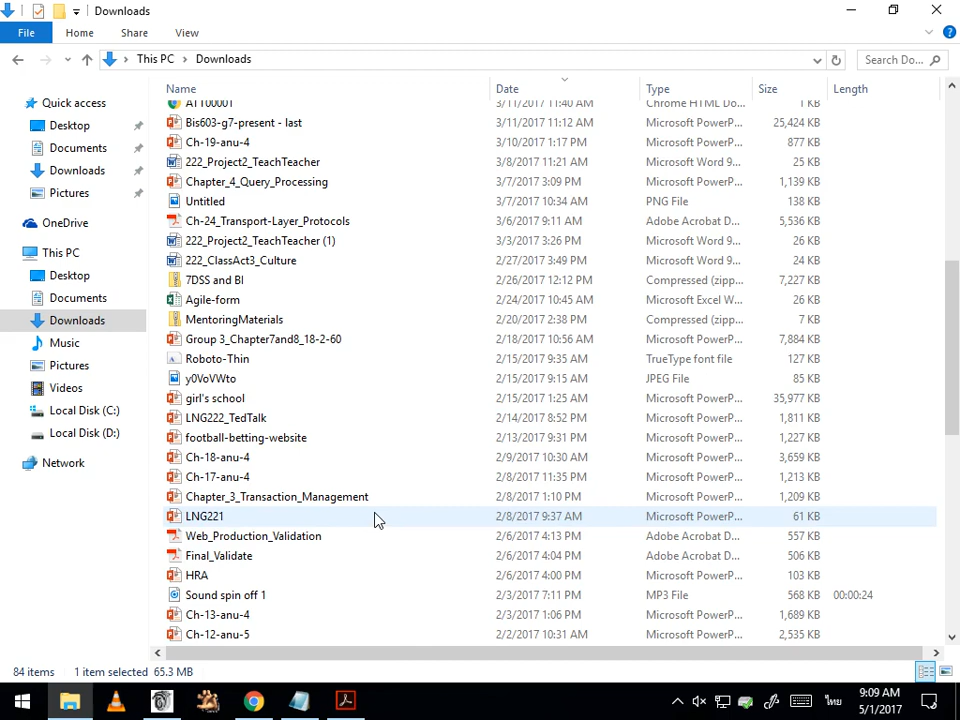 Downloads
File Home Share View
This PC Downloads
Search Do...
Name Date Type Size Length
ATT00001 3/11/2017 11:40 AM Chrome HTML Do... 1 KB
Bis603-g7-present - last 3/11/2017 11:12 AM Microsoft PowerP... 25,424 KB
Ch-19-anu-4 3/10/2017 1:17 PM Microsoft PowerP... 877 KB
222_Project2_TeachTeacher 3/8/2017 11:21 AM Microsoft Word 9... 25 KB
Chapter_4_Query_Processing 3/7/2017 3:09 PM Microsoft PowerP... 1,139 KB
Untitled 3/7/2017 10:34 AM PNG File 138 KB
Ch-24_Transport-Layer_Protocols 3/6/2017 9:11 AM Adobe Acrobat D... 5,536 KB
222_Project2_TeachTeacher (1) 3/3/2017 3:26 PM Microsoft Word 9... 26 KB
222_ClassAct3_Culture 2/27/2017 3:49 PM Microsoft Word 9... 24 KB
7DSS and BI 2/26/2017 12:12 PM Compressed (zipp... 7,227 KB
Agile-form 2/24/2017 10:45 AM Microsoft Excel W... 26 KB
MentoringMaterials 2/20/2017 2:38 PM Compressed (zipp... 7 KB
Group 3_Chapter7and8_18-2-60 2/18/2017 10:56 AM Microsoft PowerP... 7,884 KB
Roboto-Thin 2/15/2017 9:35 AM TrueType font file 127 KB
y0VoVWto 2/15/2017 9:15 AM JPEG File 85 KB
girl's school 2/15/2017 1:25 AM Microsoft PowerP... 35,977 KB
LNG222_TedTalk 2/14/2017 8:52 PM Microsoft PowerP... 1,811 KB
football-betting-website 2/13/2017 9:31 PM Microsoft PowerP... 1,227 KB
Ch-18-anu-4 2/9/2017 10:30 AM Microsoft PowerP... 3,659 KB
Ch-17-anu-4 2/8/2017 11:35 PM Microsoft PowerP... 1,213 KB
Chapter_3_Transaction_Management 2/8/2017 1:10 PM Microsoft PowerP... 1,209 KB
LNG221 2/8/2017 9:37 AM Microsoft PowerP... 61 KB
Web_Production_Validation 2/6/2017 4:13 PM Adobe Acrobat D... 557 KB
Final_Validate 2/6/2017 4:04 PM Adobe Acrobat D... 506 KB
HRA 2/6/2017 4:00 PM Microsoft PowerP... 103 KB
Sound spin off 1 2/3/2017 7:11 PM MP3 File 568 KB 00:00:24
Ch-13-anu-4 2/3/2017 1:06 PM Microsoft PowerP... 1,689 KB
Ch-12-anu-5 2/2/2017 10:31 AM Microsoft PowerP... 2,535 KB
Quick access
Desktop
Documents
Downloads
Pictures
OneDrive
This PC
Desktop
Documents
Downloads
Music
Pictures
Videos
Local Disk (C:)
Local Disk (D:)
Network
84 items 1 item selected 65.3 MB
ไทย
9:09 AM
5/1/2017